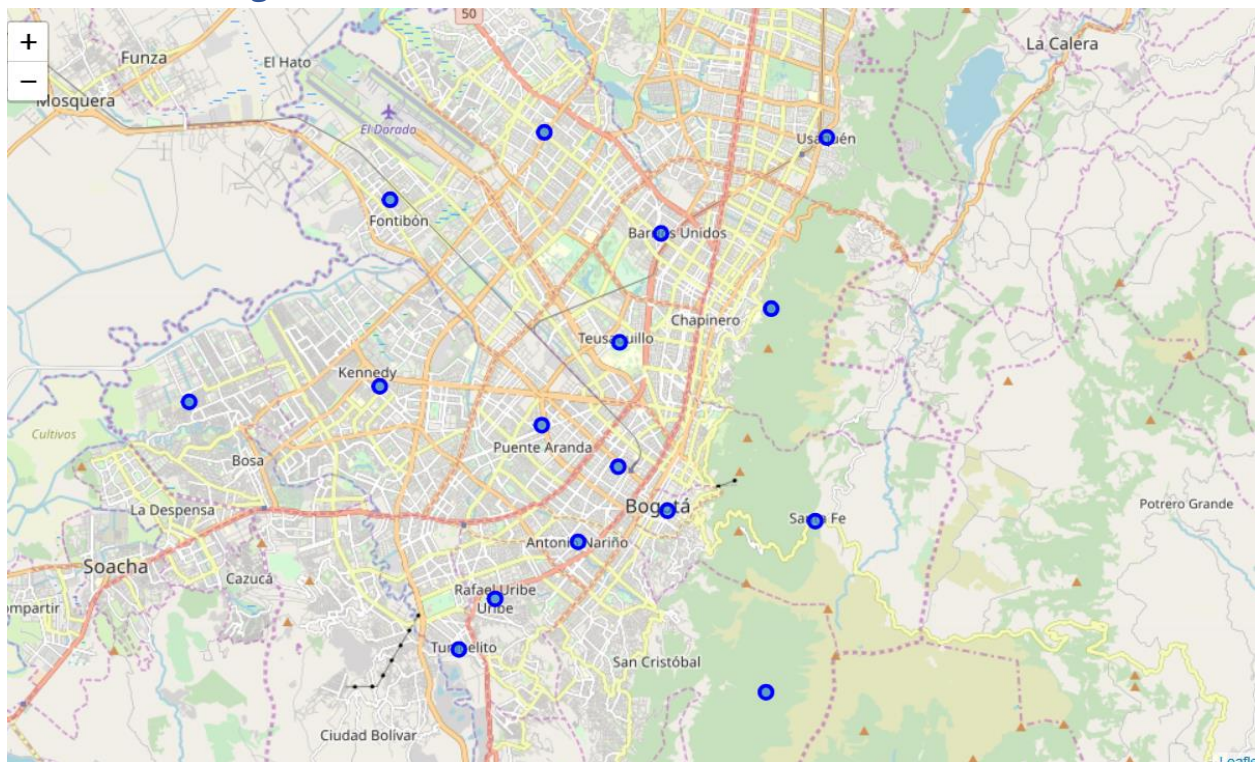 +
−
50
Funza
El Hato
La Calera
Mosquera
El Dorado
Usaquén
Fontibón
Barrios Unidos
Chapinero
Teusaquillo
Kennedy
Cultivos
Bosa
Puente Aranda
La Despensa
Bogotá
Santa Fe
Potrero Grande
Antonio Nariño
Soacha
Cazucá
Rafael Uribe
Uribe
Tunjuelito
San Cristóbal
Ciudad Bolívar